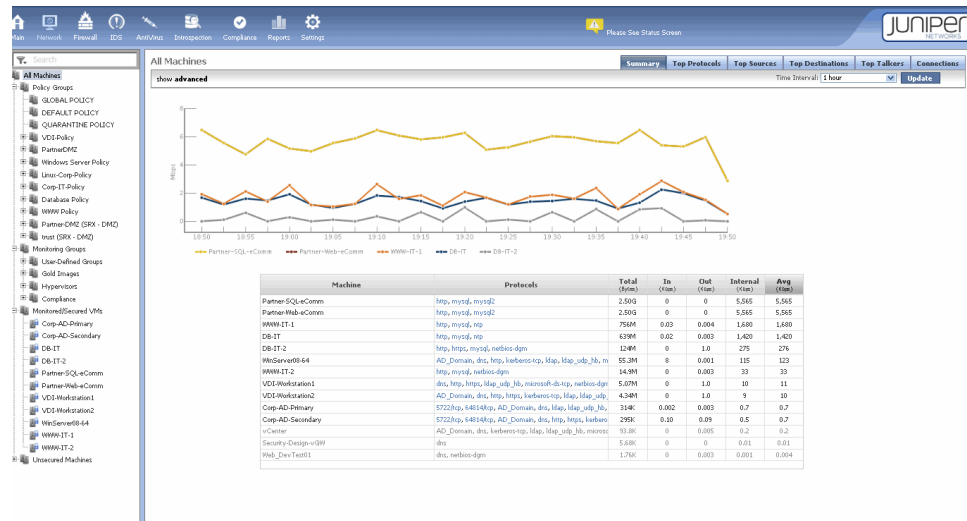 Main Network Firewall IDS AntiVirus Introspection Compliance Reports Settings
Please See Status Screen
JUNIPER
NETWORKS
Search
All Machines
Policy Groups
GLOBAL POLICY
DEFAULT POLICY
QUARANTINE POLICY
VDI-Policy
PartnerDMZ
Windows Server Policy
Linux-Corp-Policy
Corp-IT-Policy
Database Policy
WWW Policy
Partner-DMZ (SRX - DMZ)
trust (SRX - DMZ)
Monitoring Groups
User-Defined Groups
Gold Images
Hypervisors
Compliance
Monitored/Secured VMs
Corp-AD-Primary
Corp-AD-Secondary
DB-IT
DB-IT-2
Partner-SQL-eComm
Partner-Web-eComm
VDI-Workstation1
VDI-Workstation2
WinServer08-64
WWW-IT-1
WWW-IT-2
Unsecured Machines
All Machines
Summary Top Protocols Top Sources Top Destinations Top Talkers Connections
show advanced
Time Interval: 1 hour Update
8
6
4
2
0
Mbps
18:50 18:55 19:00 19:05 19:10 19:15 19:20 19:25 19:30 19:35 19:40 19:45 19:50
Partner-SQL-eComm Partner-Web-eComm WWW-IT-1 DB-IT DB-IT-2
Machine Protocols Total (Bytes) In (Kbps) Out (Kbps) Internal (Kbps) Avg (Kbps)
Partner-SQL-eComm http, mysql, mysql2 2.50G 0 0 5,565 5,565
Partner-Web-eComm http, mysql, mysql2 2.50G 0 0 5,565 5,565
WWW-IT-1 http, mysql, ntp 756M 0.03 0.004 1,680 1,680
DB-IT http, mysql, ntp 639M 0.02 0.003 1,420 1,420
DB-IT-2 http, https, mysql, netbios-dgm 124M 0 1.0 275 276
WinServer08-64 AD_Domain, dns, http, kerberos-tcp, ldap, ldap_udp_hb, m 55.3M 8 0.001 115 123
WWW-IT-2 mysql, netbios-dgm 14.9M 0 0.003 33 33
VDI-Workstation1 dns, http, https, ldap_udp_hb, microsoft-ds-tcp, netbios-dgm 5.07M 0 1.0 10 11
VDI-Workstation2 AD_Domain, dns, http, https, kerberos-tcp, ldap, ldap_udp_ 4.34M 0 1.0 9 10
Corp-AD-Primary 5722/tcp, 64814/tcp, AD_Domain, dns, ldap, ldap_udp_hb, 314K 0.002 0.003 0.7 0.7
Corp-AD-Secondary 5722/tcp, 64814/tcp, AD_Domain, dns, http, https, kerbero 295K 0.10 0.09 0.5 0.7
vCenter AD_Domain, dns, kerberos-tcp, ldap, ldap_udp_hb, microsc 93.8K 0 0.005 0.2 0.2
Security-Design-vGW dns 5.68K 0 0 0.01 0.01
Web_DevTest01 dns, netbios-dgm 1.76K 0 0.003 0.001 0.004